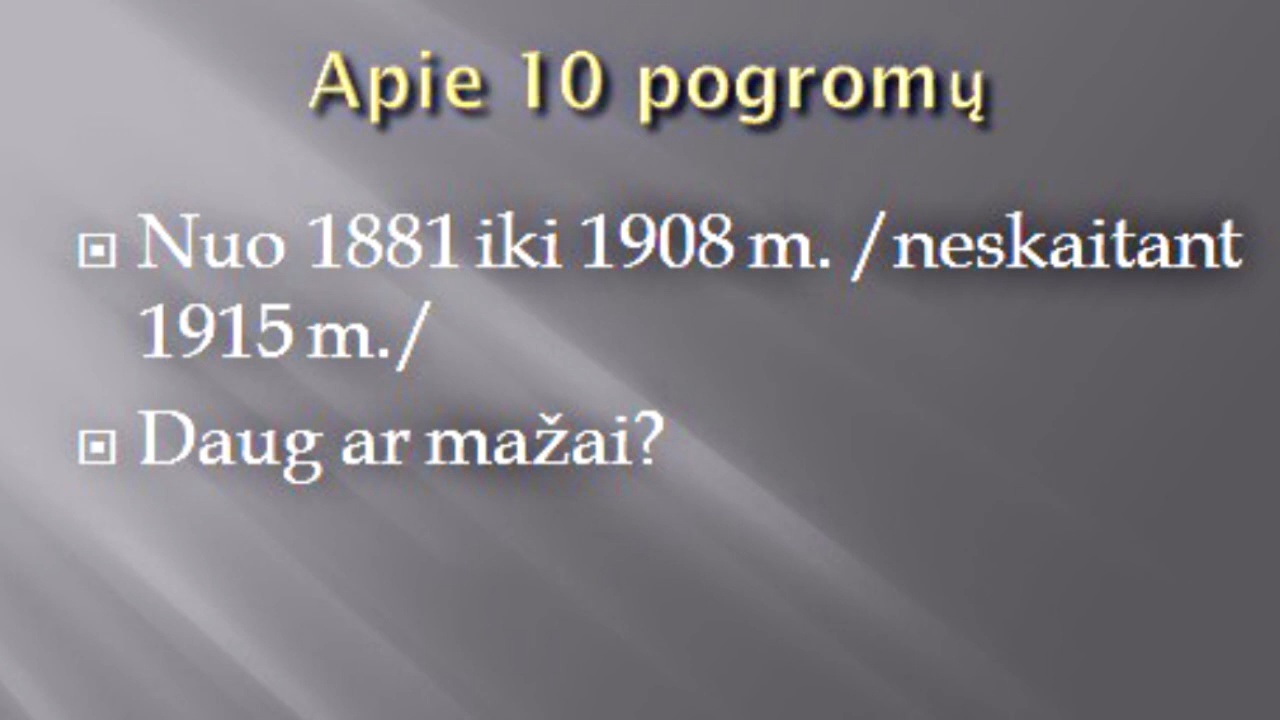 Apie 10 pogromų
Nuo 1881 iki 1908 m. /neskaitant
1915 m./
Daug ar mažai?